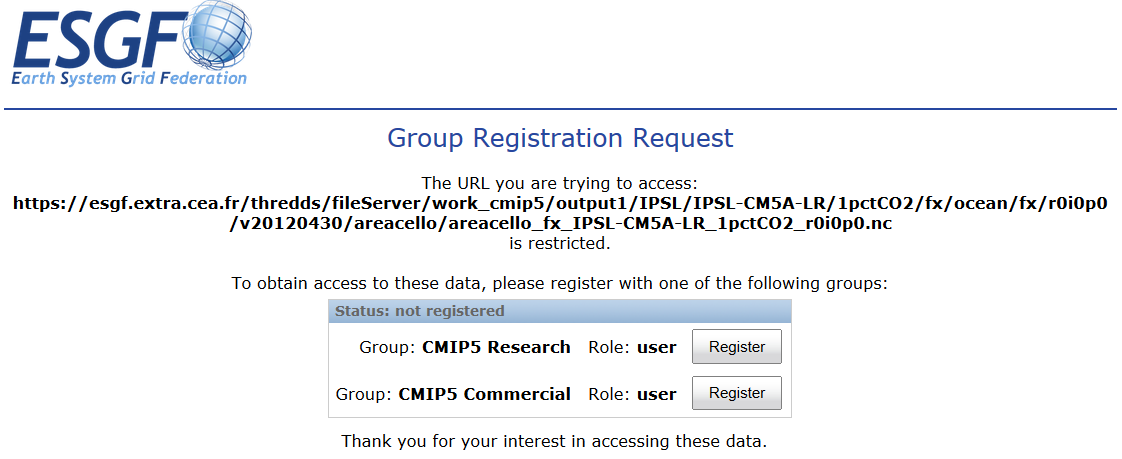 ESGF
Earth System Grid Federation
Group Registration Request
The URL you are trying to access:
https://esgf.extra.cea.fr/thredds/fileServer/work_cmip5/output1/IPSL/IPSL-CM5A-LR/1pctCO2/fx/ocean/fx/r0i0p0
/v20120430/areacello/areacello_fx_IPSL-CM5A-LR_1pctCO2_r0i0p0.nc
is restricted.
To obtain access to these data, please register with one of the following groups:
Status: not registered
Group: CMIP5 Research Role: user Register
Group: CMIP5 Commercial Role: user Register
Thank you for your interest in accessing these data.